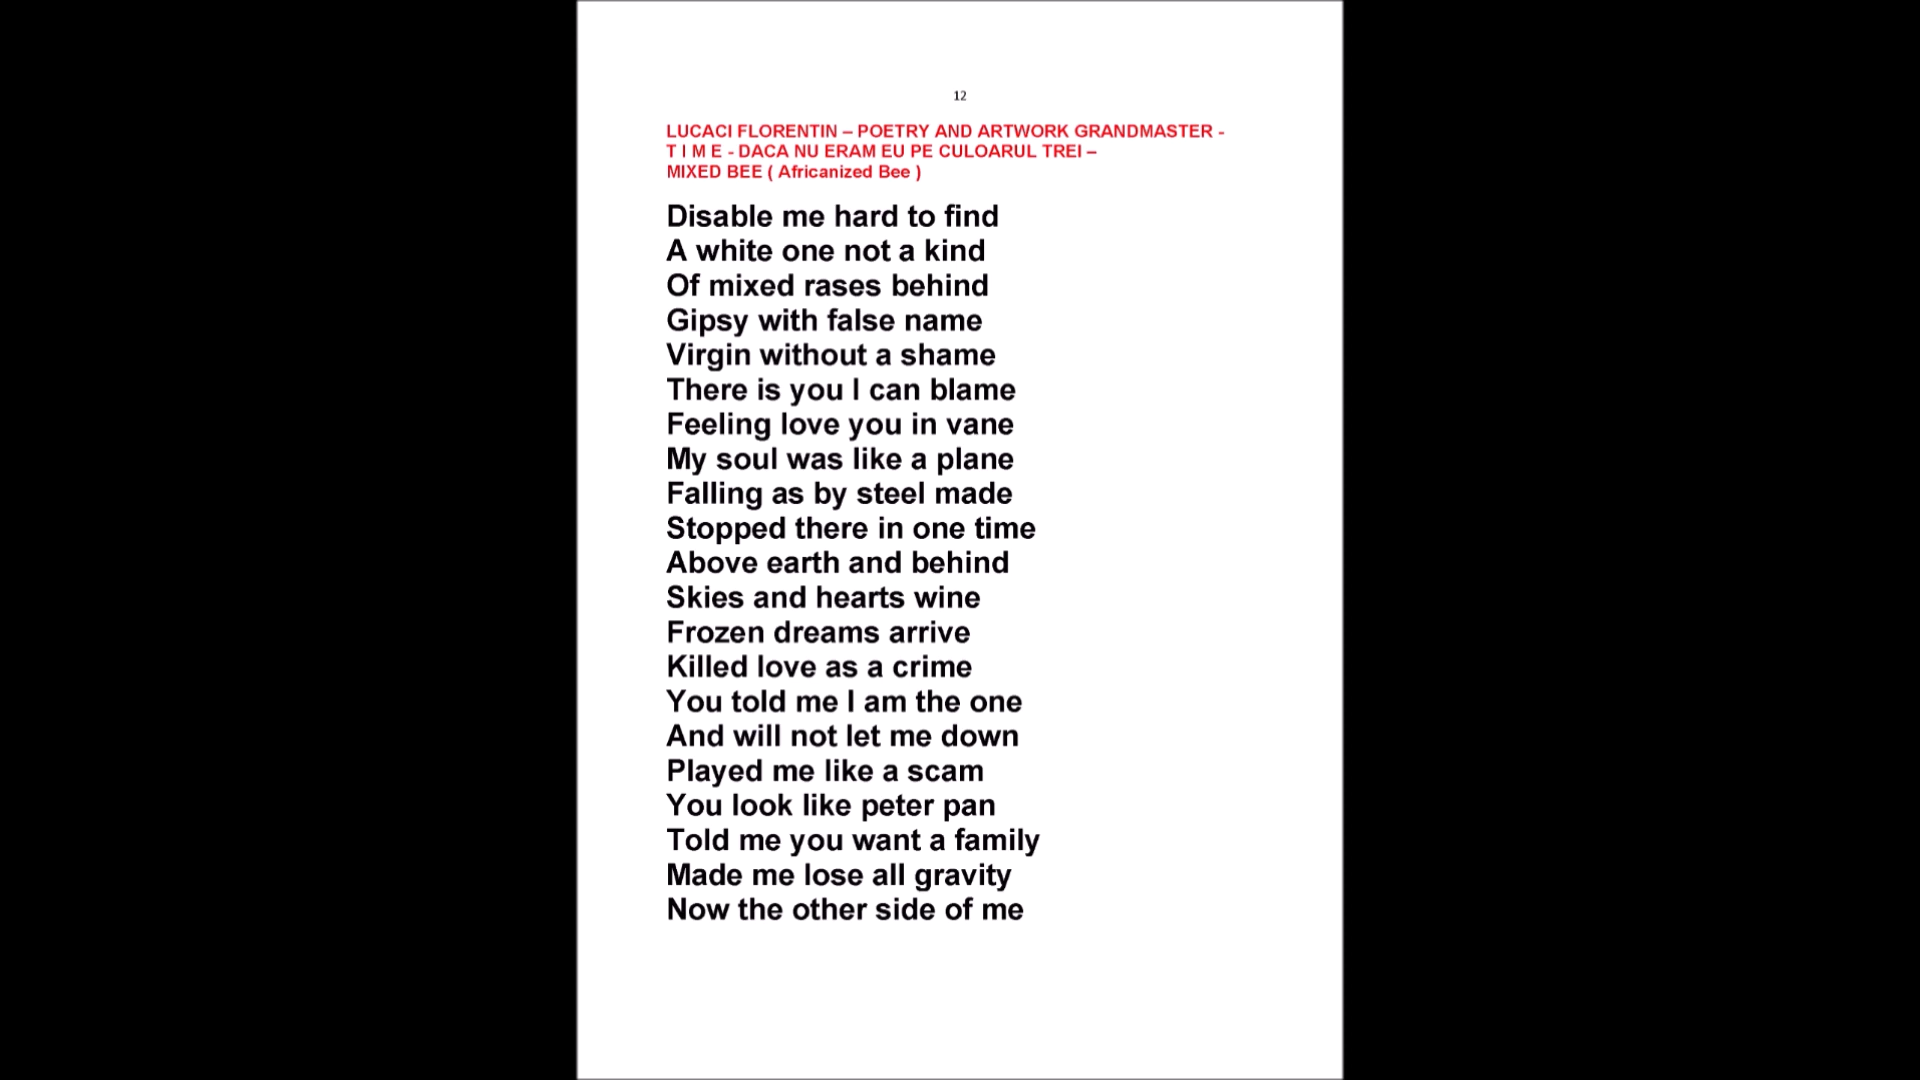 12
LUCACI FLORENTIN – POETRY AND ARTWORK GRANDMASTER -
T I M E - DACA NU ERAM EU PE CULOARUL TREI –
MIXED BEE ( Africanized Bee )
Disable me hard to find
A white one not a kind
Of mixed rases behind
Gipsy with false name
Virgin without a shame
There is you I can blame
Feeling love you in vane
My soul was like a plane
Falling as by steel made
Stopped there in one time
Above earth and behind
Skies and hearts wine
Frozen dreams arrive
Killed love as a crime
You told me I am the one
And will not let me down
Played me like a scam
You look like peter pan
Told me you want a family
Made me lose all gravity
Now the other side of me